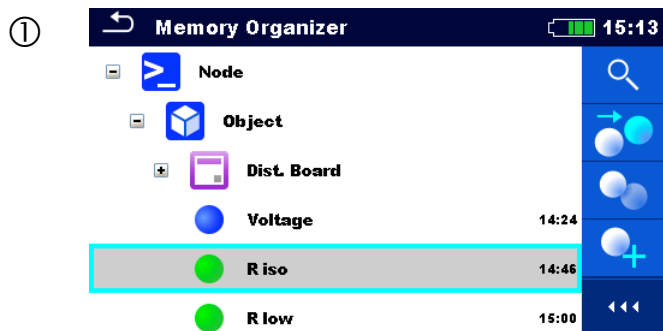 ①
Memory Organizer 15:13
>_ Node
Object
Dist. Board
Voltage 14:24
R iso 14:46
R low 15:00